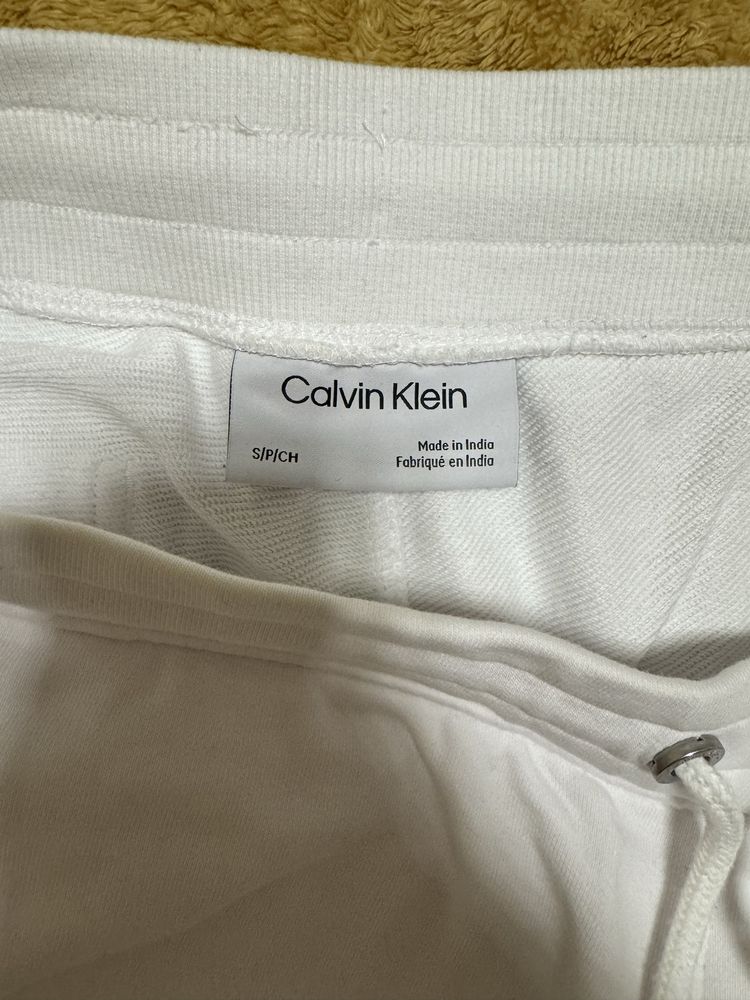 Calvin Klein
S/P/CH
Made in India
Fabriqué en India